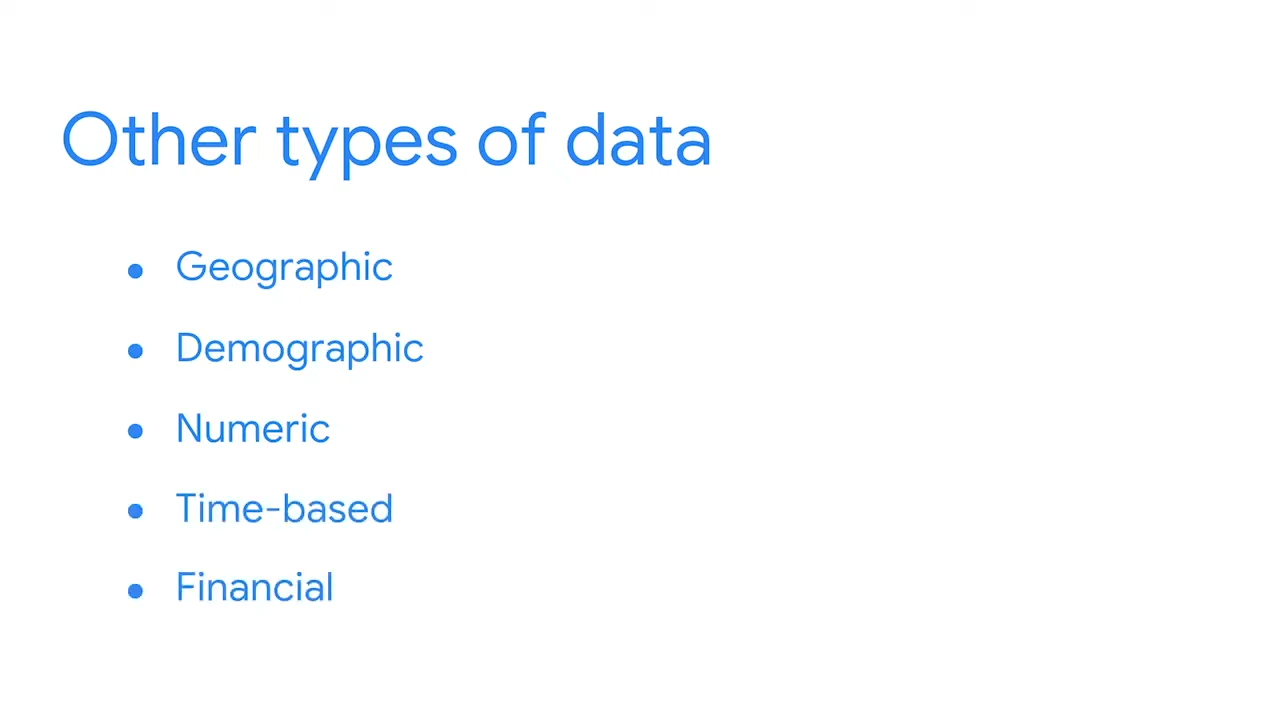 Other types of data
● Geographic
● Demographic
● Numeric
● Time-based
● Financial